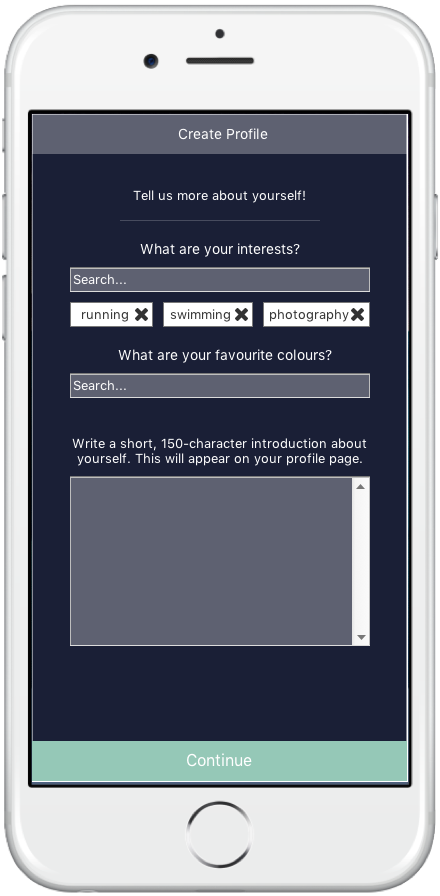 Create Profile
Tell us more about yourself!
What are your interests?
Search...
running swimming photography
What are your favourite colours?
Search...
Write a short, 150-character introduction about
yourself. This will appear on your profile page.
Continue